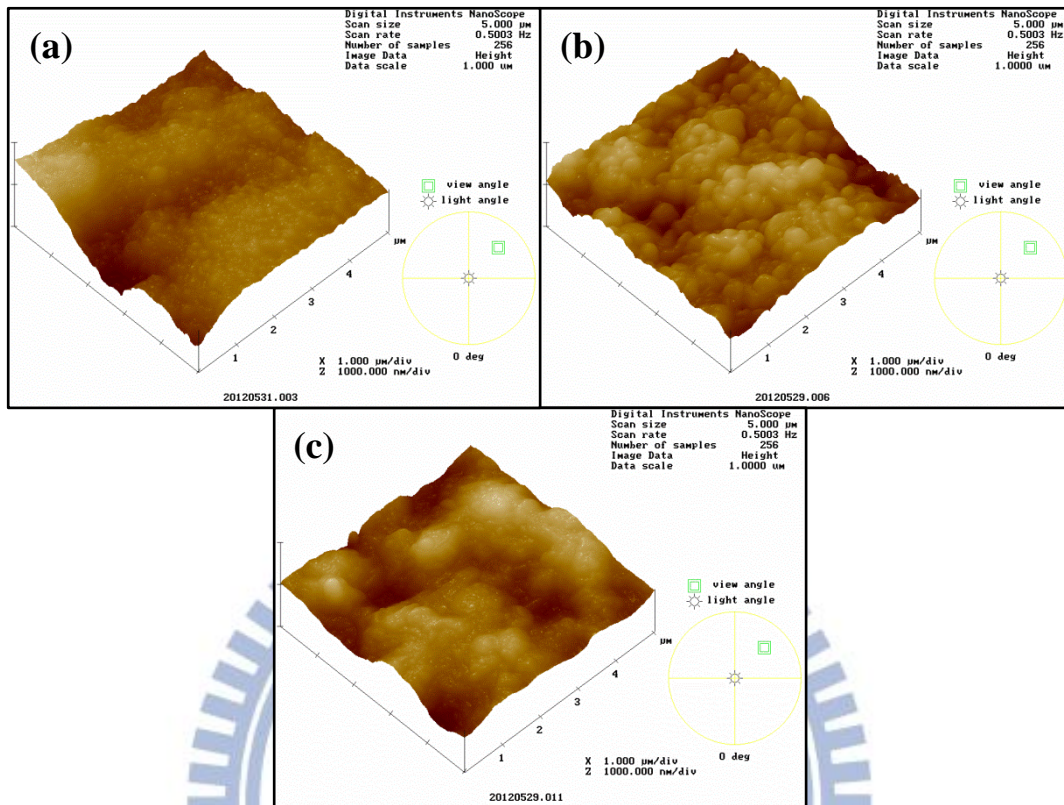 (a)
Digital Instruments NanoScope
Scan size 5.000 µm
Scan rate 0.5003 Hz
Number of samples 256
Image Data Height
Data scale 1.000 um
view angle
light angle
µm
4
3
2
1
X 1.000 µm/div
Z 1000.000 nm/div
0 deg
20120531.003
(b)
Digital Instruments NanoScope
Scan size 5.000 µm
Scan rate 0.5003 Hz
Number of samples 256
Image Data Height
Data scale 1.0000 um
view angle
light angle
µm
4
3
2
1
X 1.000 µm/div
Z 1000.000 nm/div
0 deg
20120529.006
(c)
Digital Instruments NanoScope
Scan size 5.000 µm
Scan rate 0.5003 Hz
Number of samples 256
Image Data Height
Data scale 1.0000 um
view angle
light angle
µm
4
3
2
1
X 1.000 µm/div
Z 1000.000 nm/div
0 deg
20120529.011